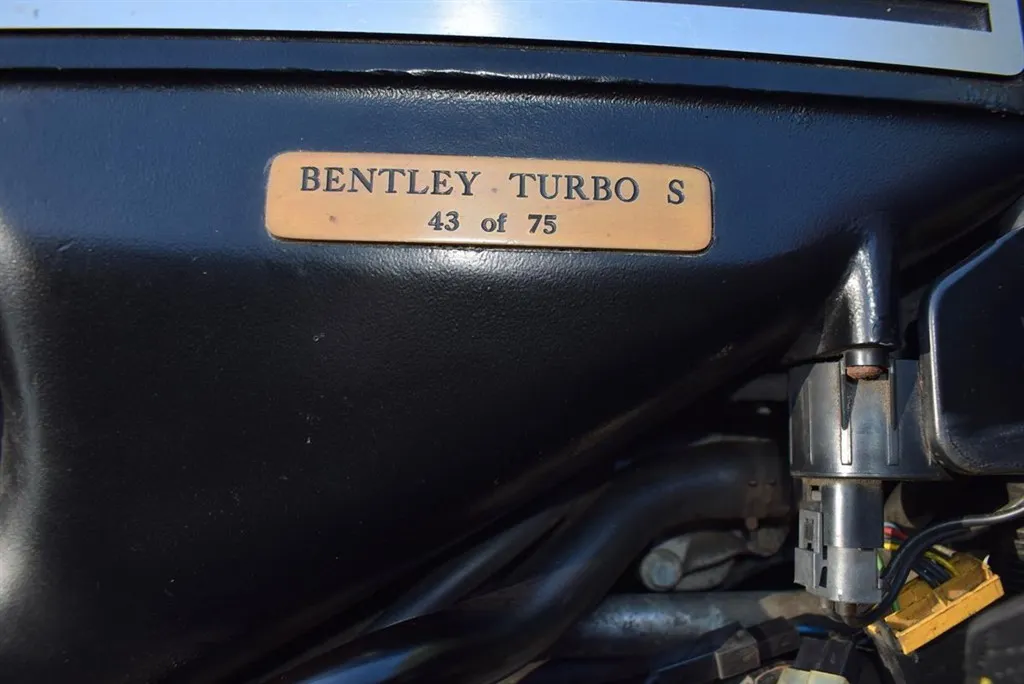 BENTLEY TURBO S
43 of 75